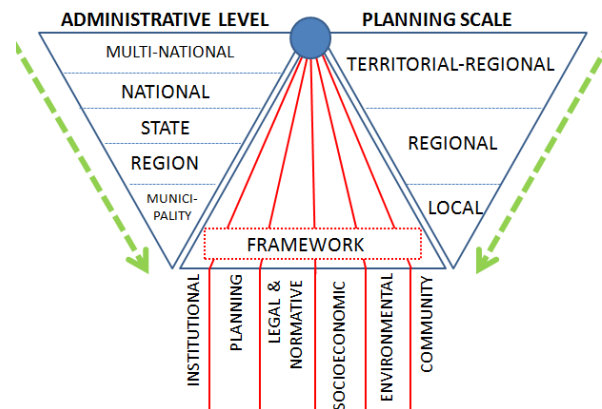 ADMINISTRATIVE LEVEL
PLANNING SCALE
MULTI-NATIONAL
NATIONAL
STATE
REGION
MUNICI-
PALITY
TERRITORIAL-REGIONAL
REGIONAL
LOCAL
FRAMEWORK
INSTITUTIONAL
PLANNING
LEGAL &
NORMATIVE
SOCIOECONOMIC
ENVIRONMENTAL
COMMUNITY